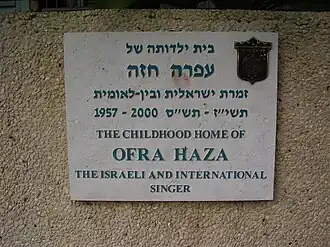 בית ילדותה של
עפרה חזה
זמרת ישראלית ובין-לאומית
1957 - 2000
תשי"ז - תש"ס
THE CHILDHOOD HOME OF
OFRA HAZA
THE ISRAELI AND INTERNATIONAL
SINGER